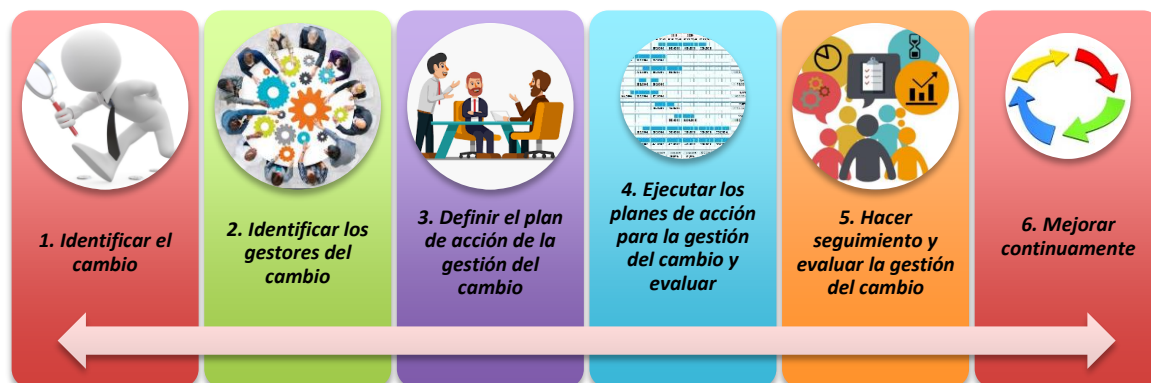 1. Identificar el
cambio
2. Identificar los
gestores del
cambio
3. Definir el plan
de acción de la
gestión del
cambio
4. Ejecutar los
planes de acción
para la gestión
del cambio y
evaluar
5. Hacer
seguimiento y
evaluar la gestión
del cambio
6. Mejorar
continuamente